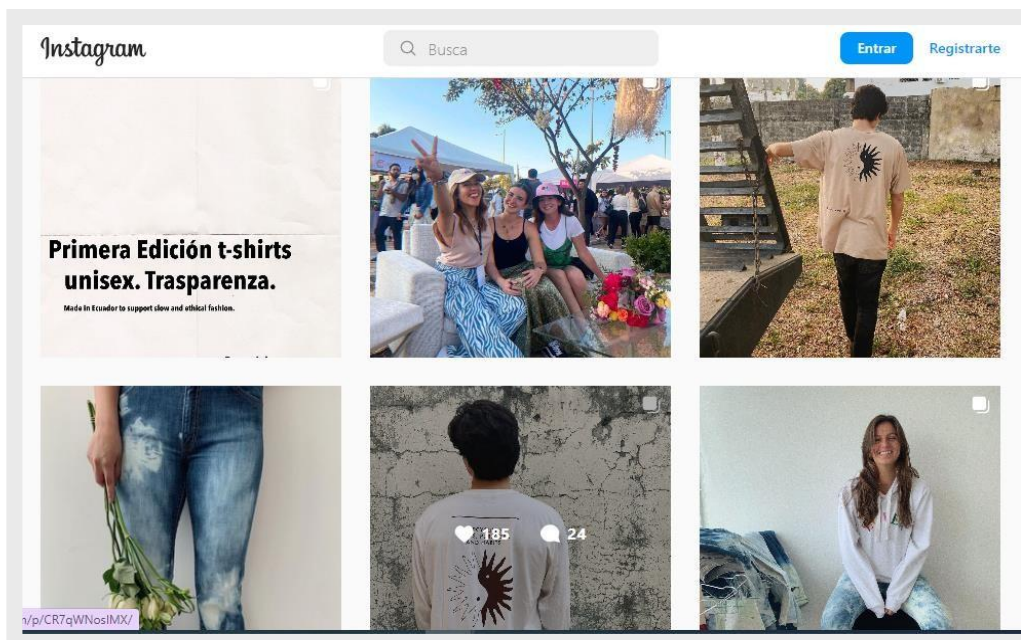 Instagram
Busca
Entrar
Registrarte
Primera Edición t-shirts
unisex. Trasparenza.
Made in Ecuador to support slow and ethical fashion.
185
24
/p/CR7qWNosIMX/